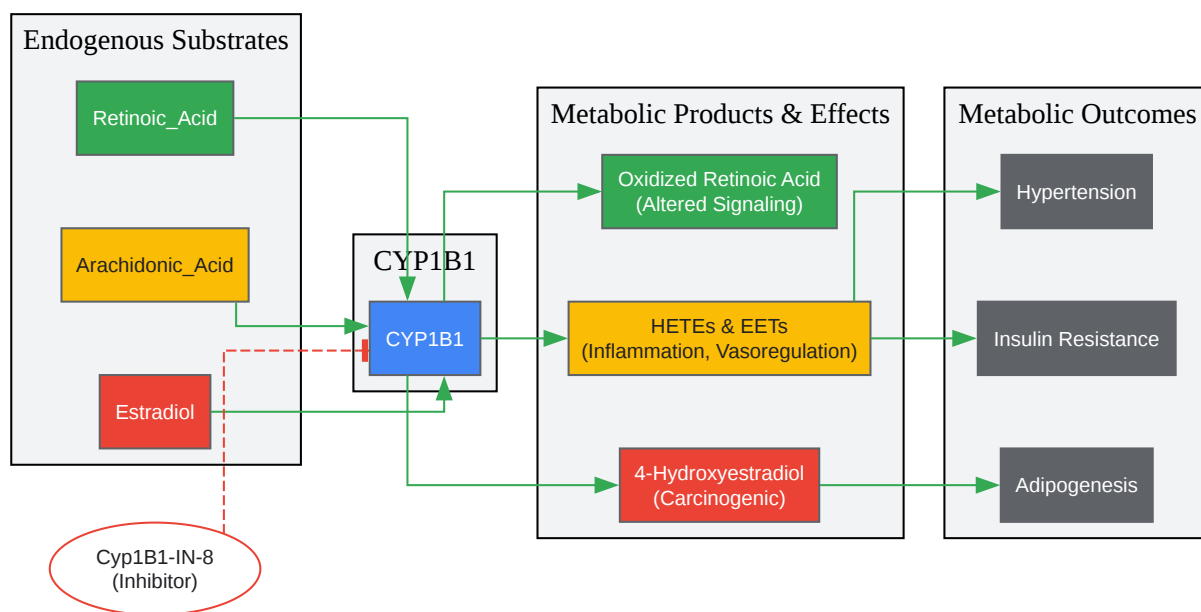 Endogenous Substrates
Retinoic_Acid
Arachidonic_Acid
Estradiol
Cyp1B1-IN-8
(Inhibitor)
CYP1B1
CYP1B1
Metabolic Products & Effects
Oxidized Retinoic Acid
(Altered Signaling)
HETEs & EETs
(Inflammation, Vasoregulation)
4-Hydroxyestradiol
(Carcinogenic)
Metabolic Outcomes
Hypertension
Insulin Resistance
Adipogenesis